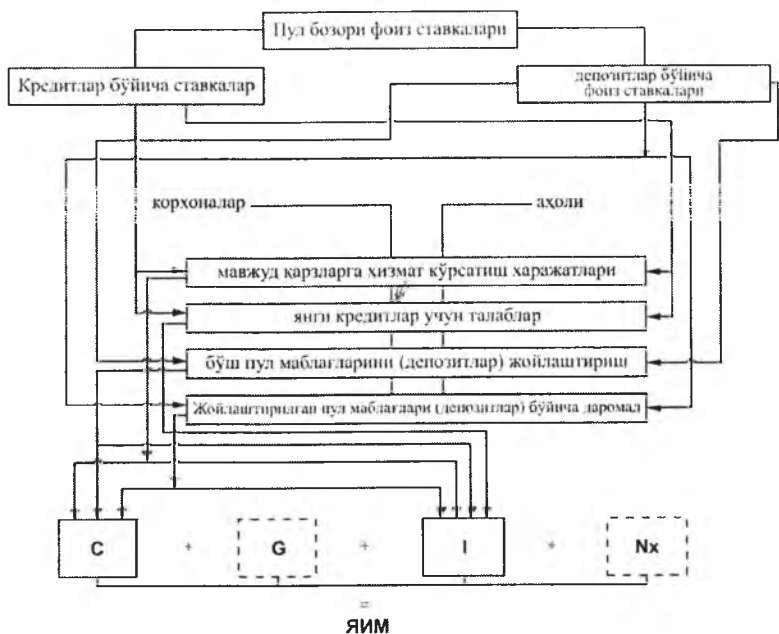 Пул бозори фоиз ставкалари
Кредитлар бўйича ставкалар
депозитлар бўйича
фоиз ставкалари
корхоналар
аҳоли
мавжуд қарзларга хизмат кўрсатиш харажатлари
янги кредитлар учун талаблар
бўш пул маблағларини (депозитлар) жойлаштириш
Жойлаштирилган пул маблағлари (депозитлар) бўйича даромад
C + G + I + Nx
=
ЯИМ